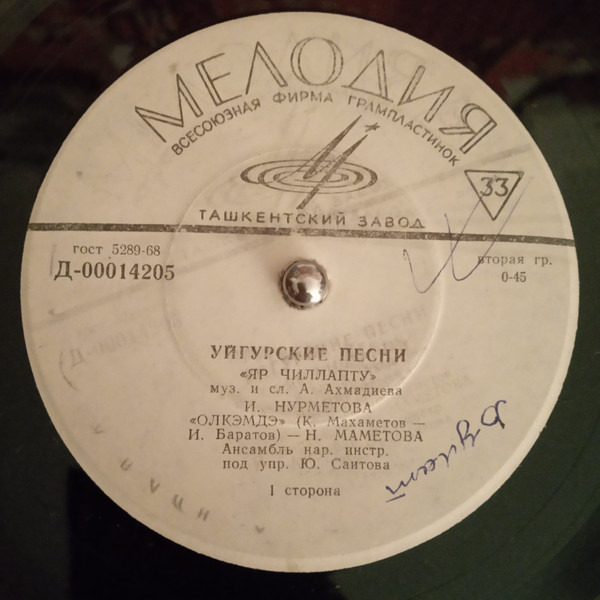 МЕЛОДИЯ
ВСЕСОЮЗНАЯ ФИРМА ГРАМПЛАСТИНОК
33
ТАШКЕНТСКИЙ ЗАВОД
гост 5289-68
Д-00014205
вторая гр.
0-45
УЙГУРСКИЕ ПЕСНИ
«ЯР ЧИЛЛАПТУ»
муз. и сл. А. Ахмадиева
И. НУРМЕТОВА
«ОЛКЭМДЭ» (К. Махаметов —
И. Баратов) — Н. МАМЕТОВА
Ансамбль нар. инстр.
под упр. Ю. Саитова
1 сторона